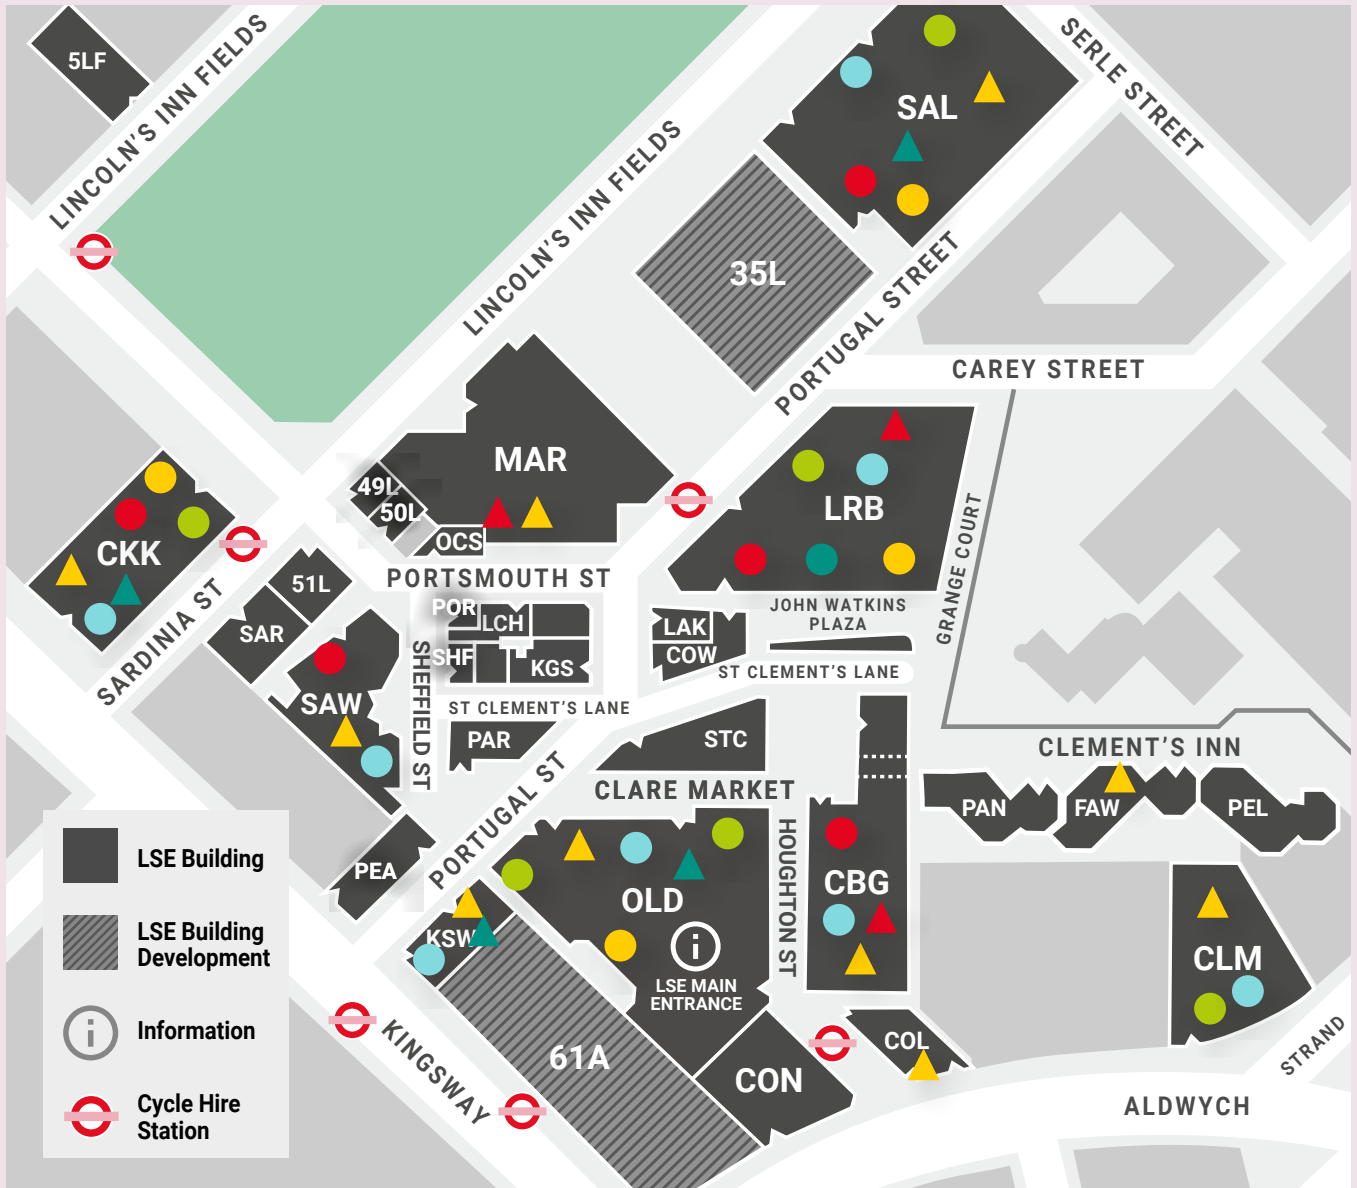 5LF
LINCOLN'S INN FIELDS
LINCOLN'S INN FIELDS
SERLE STREET
SAL
35L
PORTUGAL STREET
CAREY STREET
MAR
49L
50L
OCS
LRB
GRANGE COURT
CKK
PORTSMOUTH ST
51L
SAR
SARDINIA ST
POR
LCH
SHF
KGS
LAK
COW
JOHN WATKINS
PLAZA
ST CLEMENT'S LANE
SAW
SHEFFIELD ST
ST CLEMENT'S LANE
PAR
STC
CLARE MARKET
CLEMENT'S INN
PAN
FAW
PEL
PORTUGAL ST
PEA
HOUGHTON ST
OLD
CBG
KSW
LSE MAIN
ENTRANCE
CLM
COL
STRAND
61A
CON
KINGSWAY
ALDWYCH
LSE Building
LSE Building
Development
Information
Cycle Hire
Station